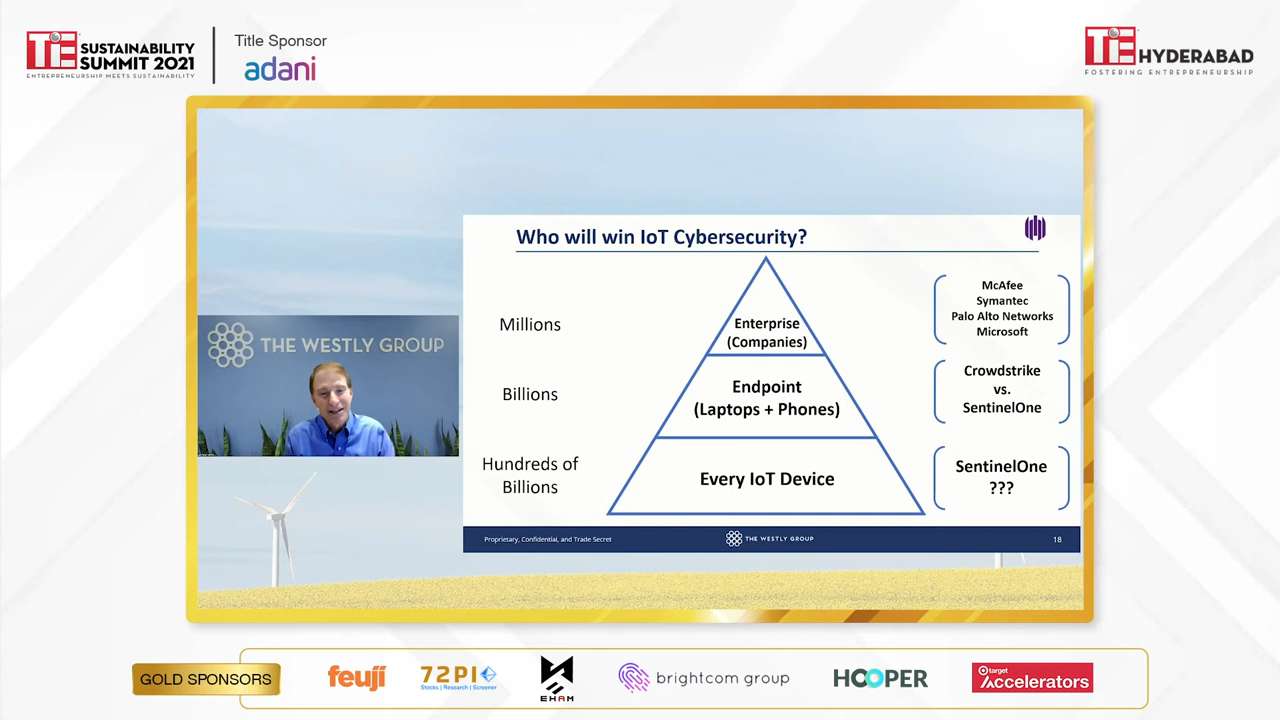 TiE SUSTAINABILITY
SUMMIT 2021
ENTREPRENEURSHIP MEETS SUSTAINABILITY
Title Sponsor
adani
TiE HYDERABAD
FOSTERING ENTREPRENEURSHIP
THE WESTLY GROUP
Who will win IoT Cybersecurity?
Millions
Enterprise
(Companies)
McAfee
Symantec
Palo Alto Networks
Microsoft
Billions
Endpoint
(Laptops + Phones)
Crowdstrike
vs.
SentinelOne
Hundreds of
Billions
Every IoT Device
SentinelOne
???
Proprietary, Confidential, and Trade Secret
THE WESTLY GROUP
18
GOLD SPONSORS
feuji
72PI
Stocks | Research | Screener
EHAM
brightcom group
HOOPER
target
Accelerators